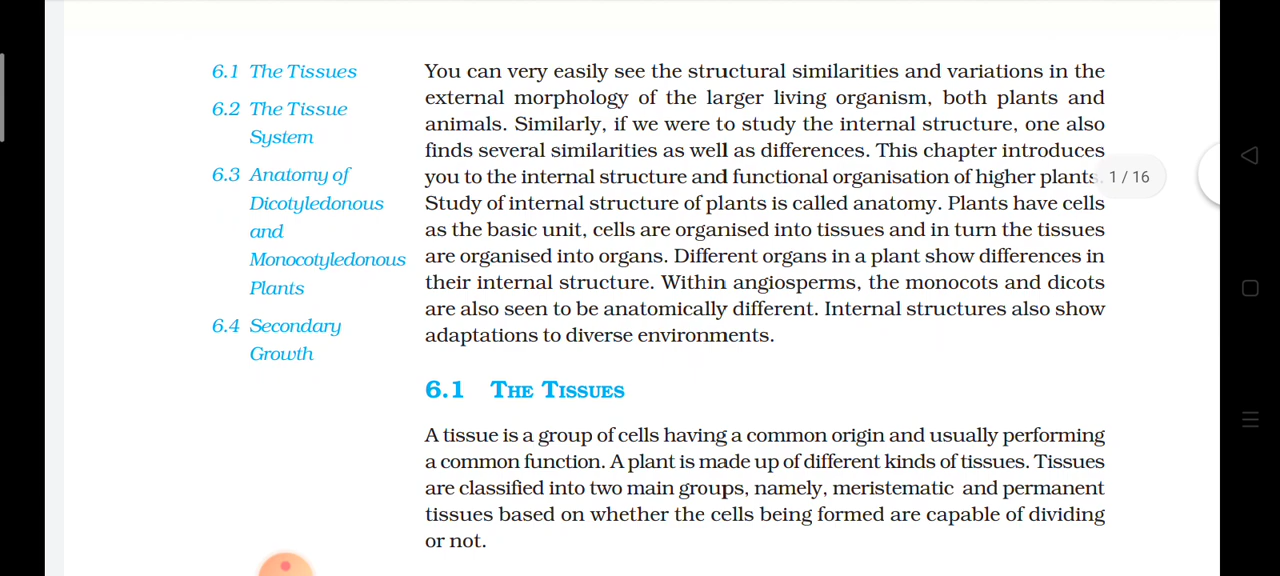 6.1 The Tissues
6.2 The Tissue
System
6.3 Anatomy of
Dicotyledonous
and
Monocotyledonous
Plants
6.4 Secondary
Growth
You can very easily see the structural similarities and variations in the
external morphology of the larger living organism, both plants and
animals. Similarly, if we were to study the internal structure, one also
finds several similarities as well as differences. This chapter introduces
you to the internal structure and functional organisation of higher plants.
Study of internal structure of plants is called anatomy. Plants have cells
as the basic unit, cells are organised into tissues and in turn the tissues
are organised into organs. Different organs in a plant show differences in
their internal structure. Within angiosperms, the monocots and dicots
are also seen to be anatomically different. Internal structures also show
adaptations to diverse environments.
6.1 The Tissues
A tissue is a group of cells having a common origin and usually performing
a common function. A plant is made up of different kinds of tissues. Tissues
are classified into two main groups, namely, meristematic and permanent
tissues based on whether the cells being formed are capable of dividing
or not.
1 / 16